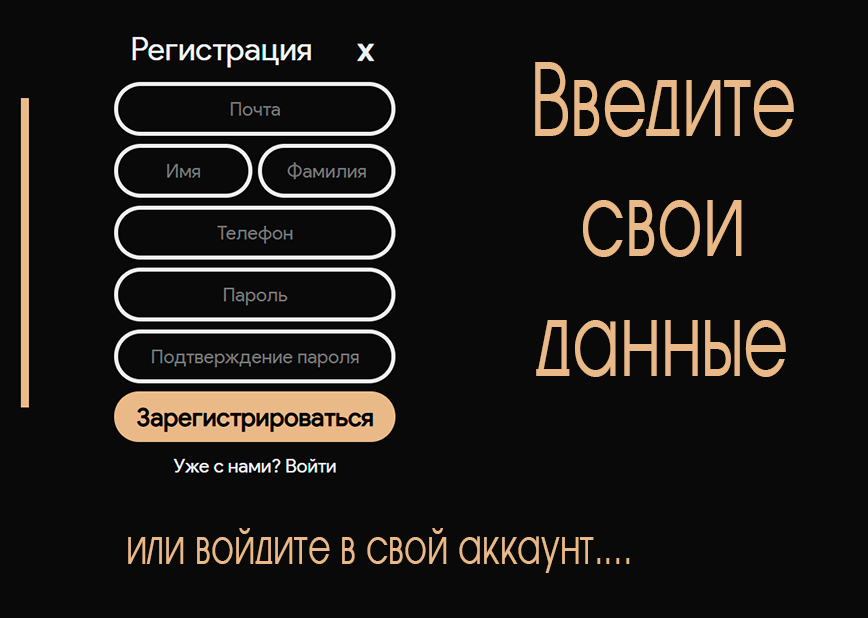 Регистрация x
Почта
Имя Фамилия
Телефон
Пароль
Подтверждение пароля
Зарегистрироваться
Уже с нами? Войти
Введите
свои
данные
или войдите в свой аккаунт....